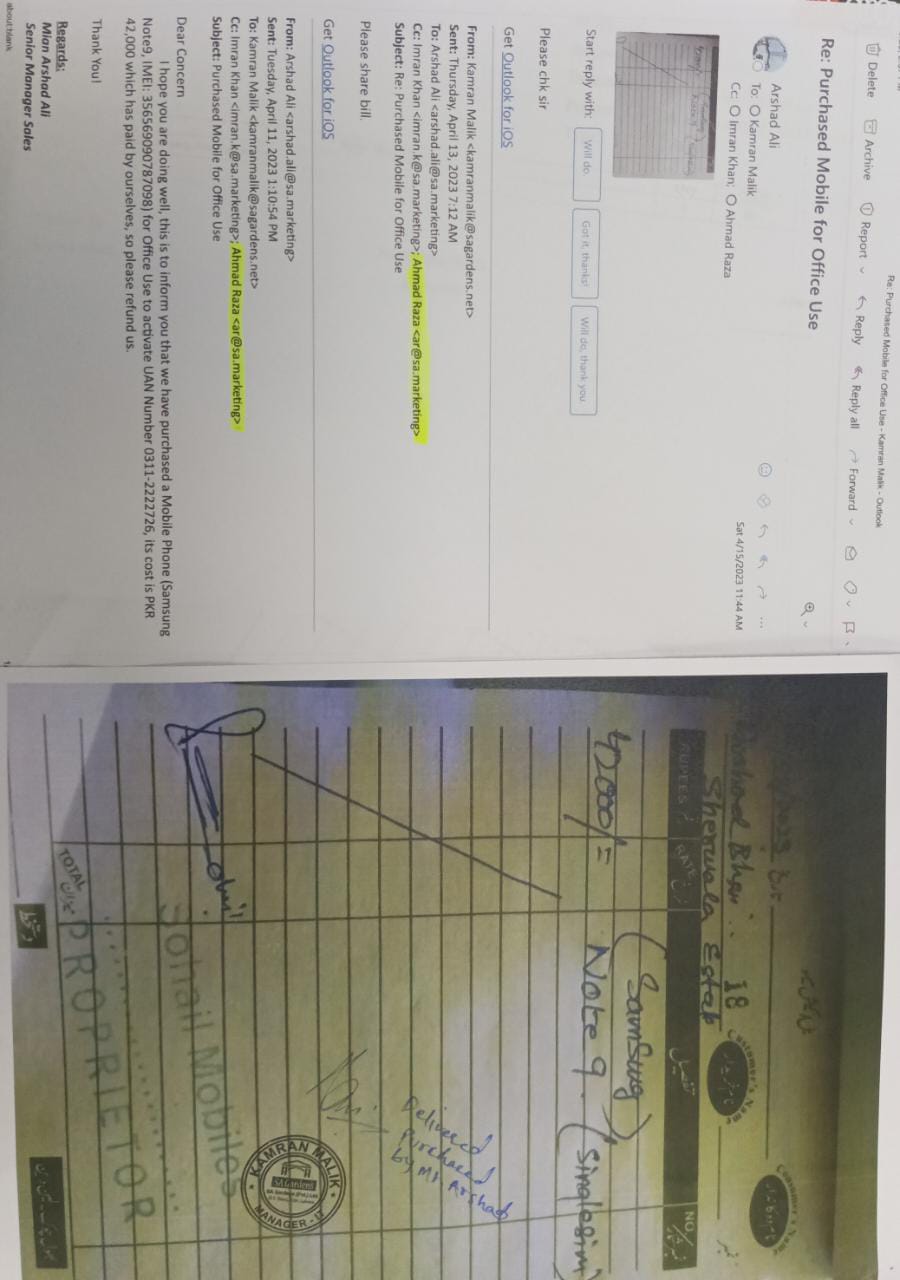 Re: Purchased Mobile for Office Use - Kamran Malik - Outlook
Delete Archive Report Reply Reply all Forward
Re: Purchased Mobile for Office Use
Arshad Ali
To: Kamran Malik
Cc: Imran Khan; Ahmad Raza
Sat 4/15/2023 11:44 AM
Start reply with: Will do. Got it, thanks! Will do, thank you.
Please chk sir
Get Outlook for iOS
From: Kamran Malik <kamranmalik@sagardens.net>
Sent: Thursday, April 13, 2023 7:12 AM
To: Arshad Ali <arshad.ali@sa.marketing>
Cc: Imran Khan <imran.k@sa.marketing>; Ahmad Raza <ar@sa.marketing>
Subject: Re: Purchased Mobile for Office Use
Please share bill.
Get Outlook for iOS
From: Arshad Ali <arshad.ali@sa.marketing>
Sent: Tuesday, April 11, 2023 1:10:54 PM
To: Kamran Malik <kamranmalik@sagardens.net>
Cc: Imran Khan <imran.k@sa.marketing>; Ahmad Raza <ar@sa.marketing>
Subject: Purchased Mobile for Office Use
Dear Concern
I hope you are doing well, this is to inform you that we have purchased a Mobile Phone (Samsung
Note9, IMEI: 356566090787098) for Office Use to activate UAN Number 0311-2222726, its cost is PKR
42,000 which has paid by ourselves, so please refund us.
Thank You!
Regards:
Mian Arshad Ali
Senior Manager Sales
about:blank
Customer's Name
Customer's Name
18
RUPEES RATE تفصیل NO/
(Samsung)
42000/= Note 9. (Singlesim)
Delivered
purchased
by Mr Arshad
KAMRAN MALIK
SA Gardens
MANAGER - IT
Sohail Mobiles
TOTAL میزان
PROPRIETOR
دستخط